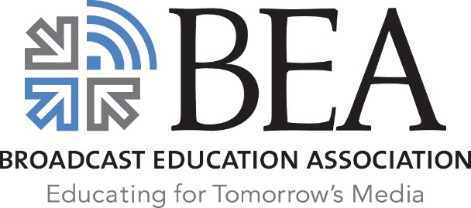 BEA
BROADCAST EDUCATION ASSOCIATION
Educating for Tomorrow's Media